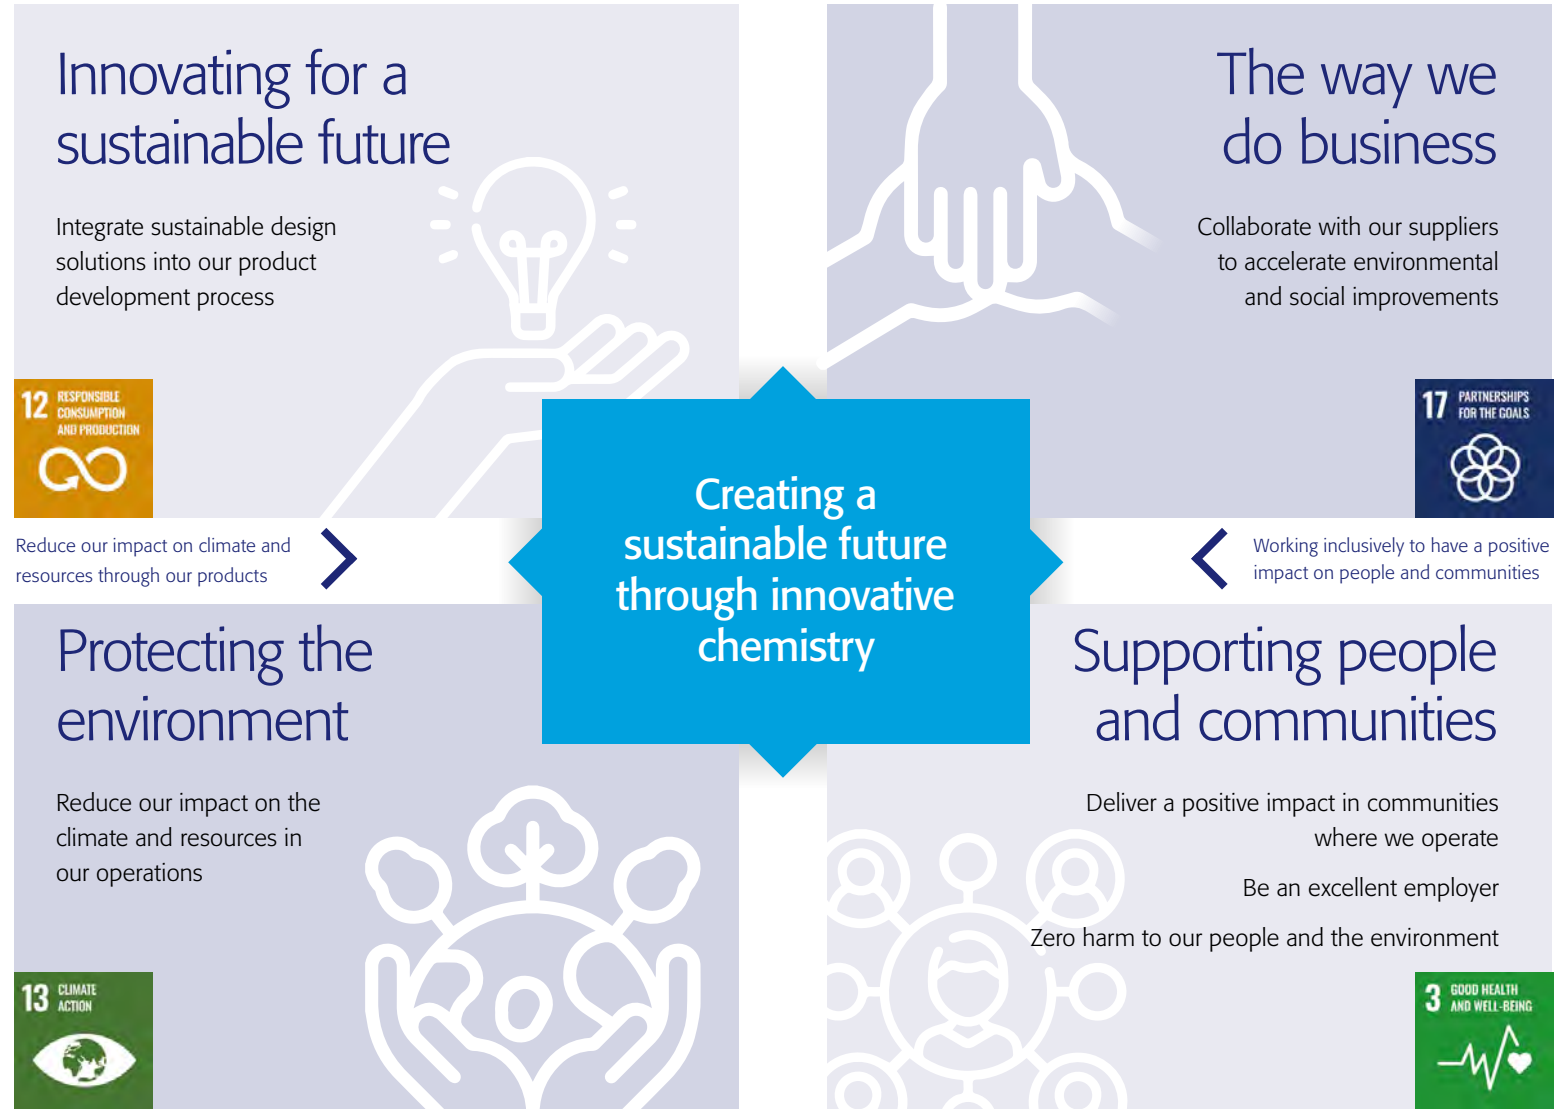 Innovating for a
sustainable future
Integrate sustainable design
solutions into our product
development process
12 RESPONSIBLE
CONSUMPTION
AND PRODUCTION
The way we
do business
Collaborate with our suppliers
to accelerate environmental
and social improvements
17 PARTNERSHIPS
FOR THE GOALS
Reduce our impact on climate and
resources through our products
Creating a
sustainable future
through innovative
chemistry
Working inclusively to have a positive
impact on people and communities
Protecting the
environment
Reduce our impact on the
climate and resources in
our operations
13 CLIMATE
ACTION
Supporting people
and communities
Deliver a positive impact in communities
where we operate
Be an excellent employer
Zero harm to our people and the environment
3 GOOD HEALTH
AND WELL-BEING